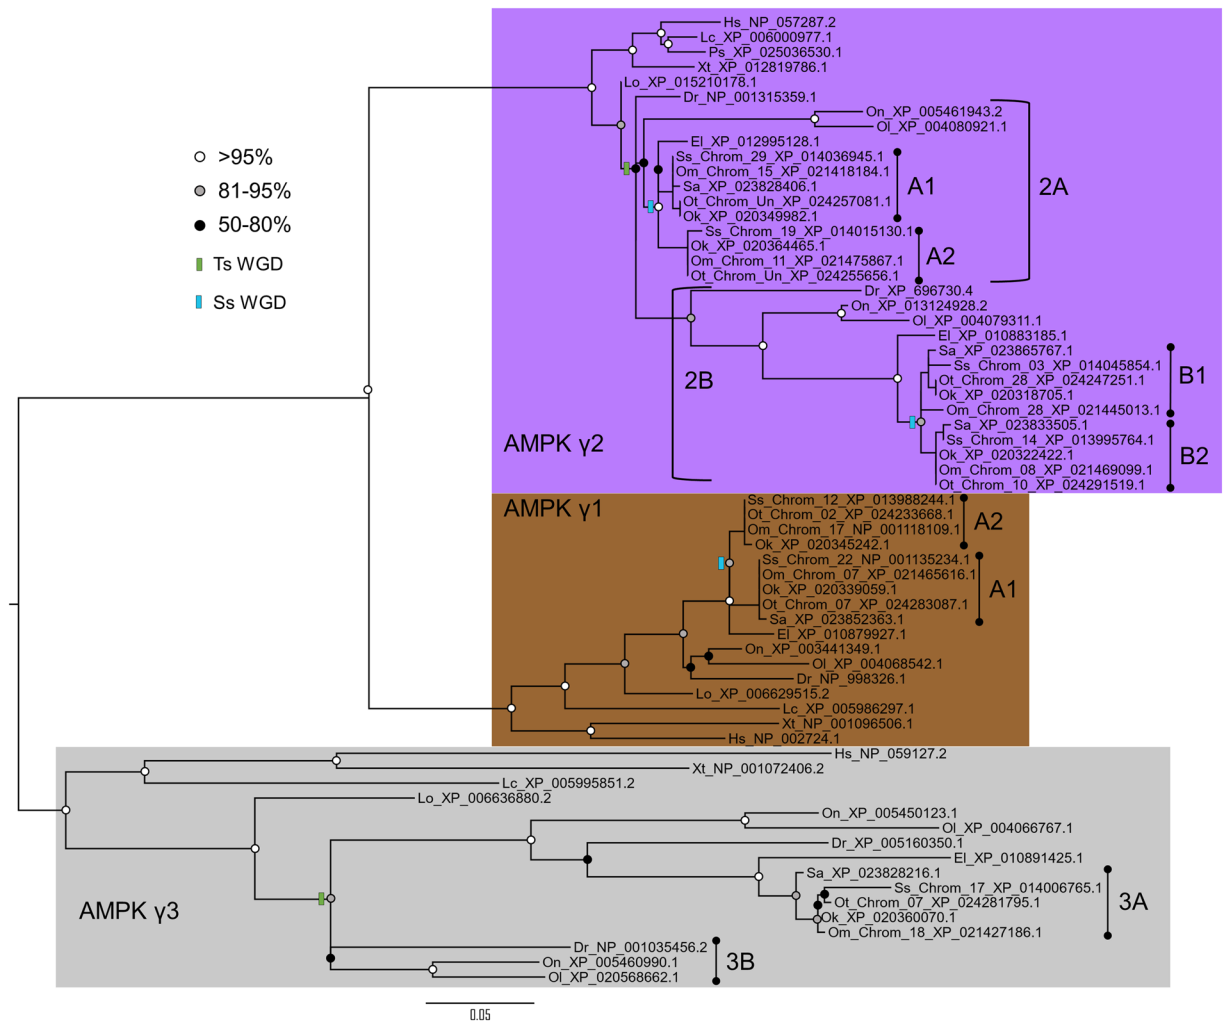 Hs_NP_057287.2
Lc_XP_006000977.1
Ps_XP_025036530.1
Xt_XP_012819786.1
Lo_XP_015210178.1
Dr_NP_001315359.1
On_XP_005461943.2
Ol_XP_004080921.1
El_XP_012995128.1
>95%
Ss_Chrom_29_XP_014036945.1
Om_Chrom_15_XP_021418184.1
A1
2A
81-95%
Sa_XP_023828406.1
Ot_Chrom_Un_XP_024257081.1
Ok_XP_020349982.1
50-80%
Ss_Chrom_19_XP_014015130.1
Ok_XP_020364465.1
A2
Ts WGD
Om_Chrom_11_XP_021475867.1
Ot_Chrom_Un_XP_024255656.1
Dr_XP_696730.4
Ss WGD
On_XP_013124928.2
Ol_XP_004079311.1
El_XP_010883185.1
Sa_XP_023865767.1
Ss_Chrom_03_XP_014045854.1
B1
2B
Ot_Chrom_28_XP_024247251.1
Ok_XP_020318705.1
Om_Chrom_28_XP_021445013.1
Sa_XP_023833505.1
AMPK γ2
Ss_Chrom_14_XP_013995764.1
Ok_XP_020322422.1
B2
Om_Chrom_08_XP_021469099.1
Ot_Chrom_10_XP_024291519.1
AMPK γ1
Ss_Chrom_12_XP_013988244.1
Ot_Chrom_02_XP_024233668.1
A2
Om_Chrom_17_NP_001118109.1
Ok_XP_020345242.1
Ss_Chrom_22_NP_001135234.1
Om_Chrom_07_XP_021465616.1
Ok_XP_020339059.1
A1
Ot_Chrom_07_XP_024283087.1
Sa_XP_023852363.1
El_XP_010879927.1
On_XP_003441349.1
Ol_XP_004068542.1
Dr_NP_998326.1
Lo_XP_006629515.2
Lc_XP_005986297.1
Xt_NP_001096506.1
Hs_NP_002724.1
Hs_NP_059127.2
Xt_NP_001072406.2
Lc_XP_005995851.2
Lo_XP_006636880.2
On_XP_005450123.1
Ol_XP_004066767.1
Dr_XP_005160350.1
El_XP_010891425.1
Sa_XP_023828216.1
Ss_Chrom_17_XP_014006765.1
Ot_Chrom_07_XP_024281795.1
3A
AMPK γ3
Ok_XP_020360070.1
Om_Chrom_18_XP_021427186.1
Dr_NP_001035456.2
On_XP_005460990.1
3B
Ol_XP_020568662.1
0.05